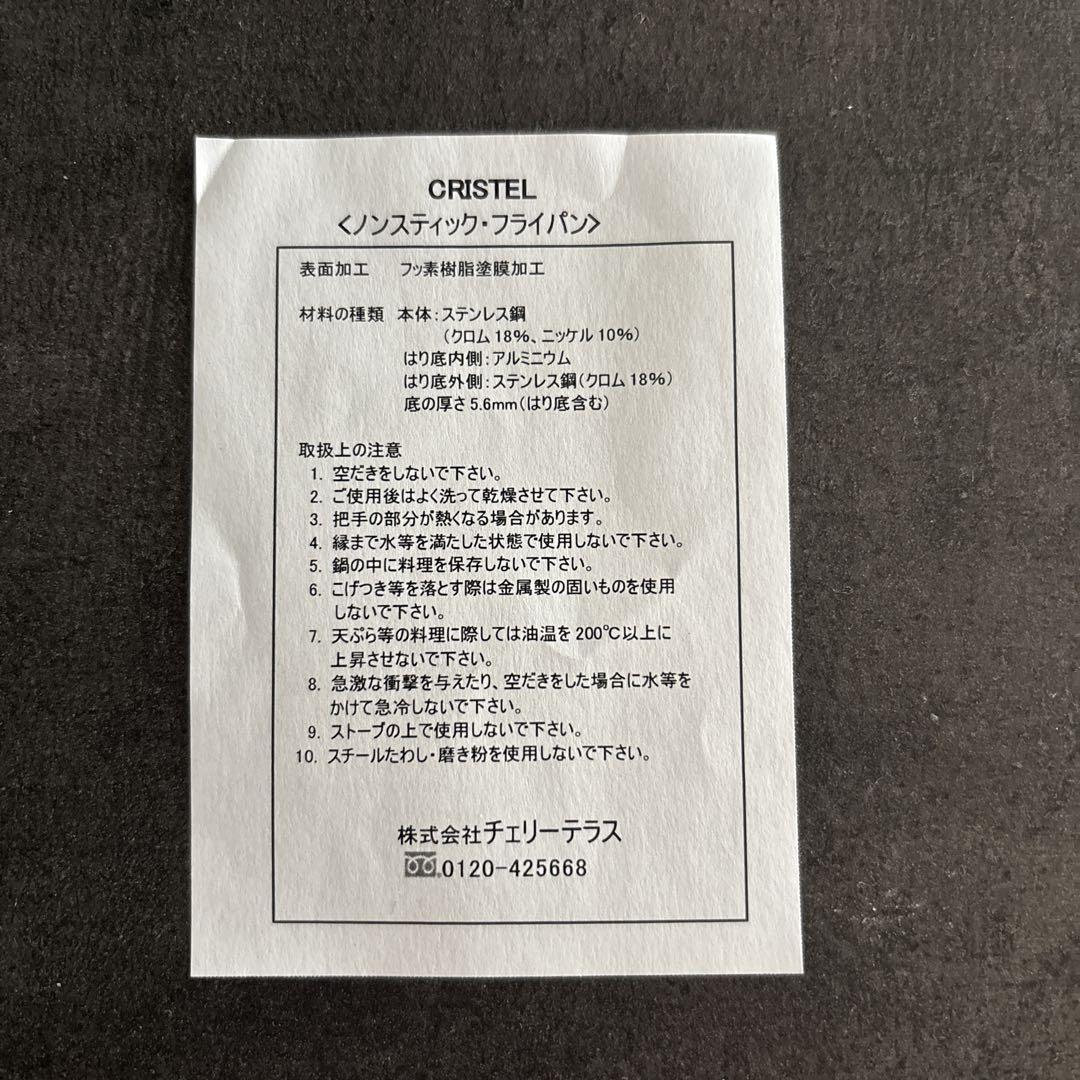 CRISTEL
<ノンスティック・フライパン>
表面加工 フッ素樹脂塗膜加工
材料の種類 本体：ステンレス鋼
（クロム18%、ニッケル10%）
はり底内側：アルミニウム
はり底外側：ステンレス鋼（クロム18%）
底の厚さ5.6mm（はり底含む）
取扱上の注意
1. 空だきをしないで下さい。
2. ご使用後はよく洗って乾燥させて下さい。
3. 把手の部分が熱くなる場合があります。
4. 縁まで水等を満たした状態で使用しないで下さい。
5. 鍋の中に料理を保存しないで下さい。
6. こげつき等を落とす際は金属製の固いものを使用
しないで下さい。
7. 天ぷら等の料理に際しては油温を200℃以上に
上昇させないで下さい。
8. 急激な衝撃を与えたり、空だきをした場合に水等を
かけて急冷しないで下さい。
9. ストーブの上で使用しないで下さい。
10. スチールたわし・磨き粉を使用しないで下さい。
株式会社チェリーテラス
0120-425668